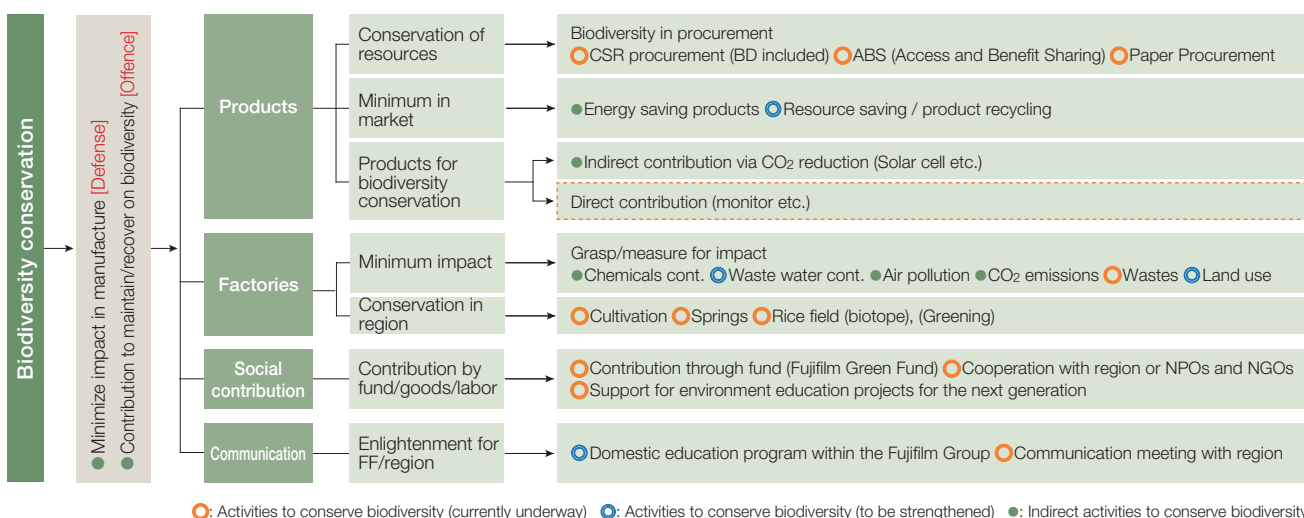 Biodiversity conservation
● Minimize impact in manufacture [Defense]
● Contribution to maintain/recover on biodiversity [Offence]
Products
Conservation of
resources
Biodiversity in procurement
CSR procurement (BD included) ABS (Access and Benefit Sharing) Paper Procurement
Minimum in
market
●Energy saving products Resource saving / product recycling
Products for
biodiversity
conservation
●Indirect contribution via CO₂ reduction (Solar cell etc.)
Direct contribution (monitor etc.)
Factories
Minimum impact
Grasp/measure for impact
●Chemicals cont. Waste water cont. ●Air pollution ●CO₂ emissions Wastes Land use
Conservation in
region
Cultivation Springs Rice field (biotope), (Greening)
Social
contribution
Contribution by
fund/goods/labor
Contribution through fund (Fujifilm Green Fund) Cooperation with region or NPOs and NGOs
Support for environment education projects for the next generation
Communication
Enlightenment for
FF/region
Domestic education program within the Fujifilm Group Communication meeting with region
: Activities to conserve biodiversity (currently underway) : Activities to conserve biodiversity (to be strengthened) ●: Indirect activities to conserve biodiversity